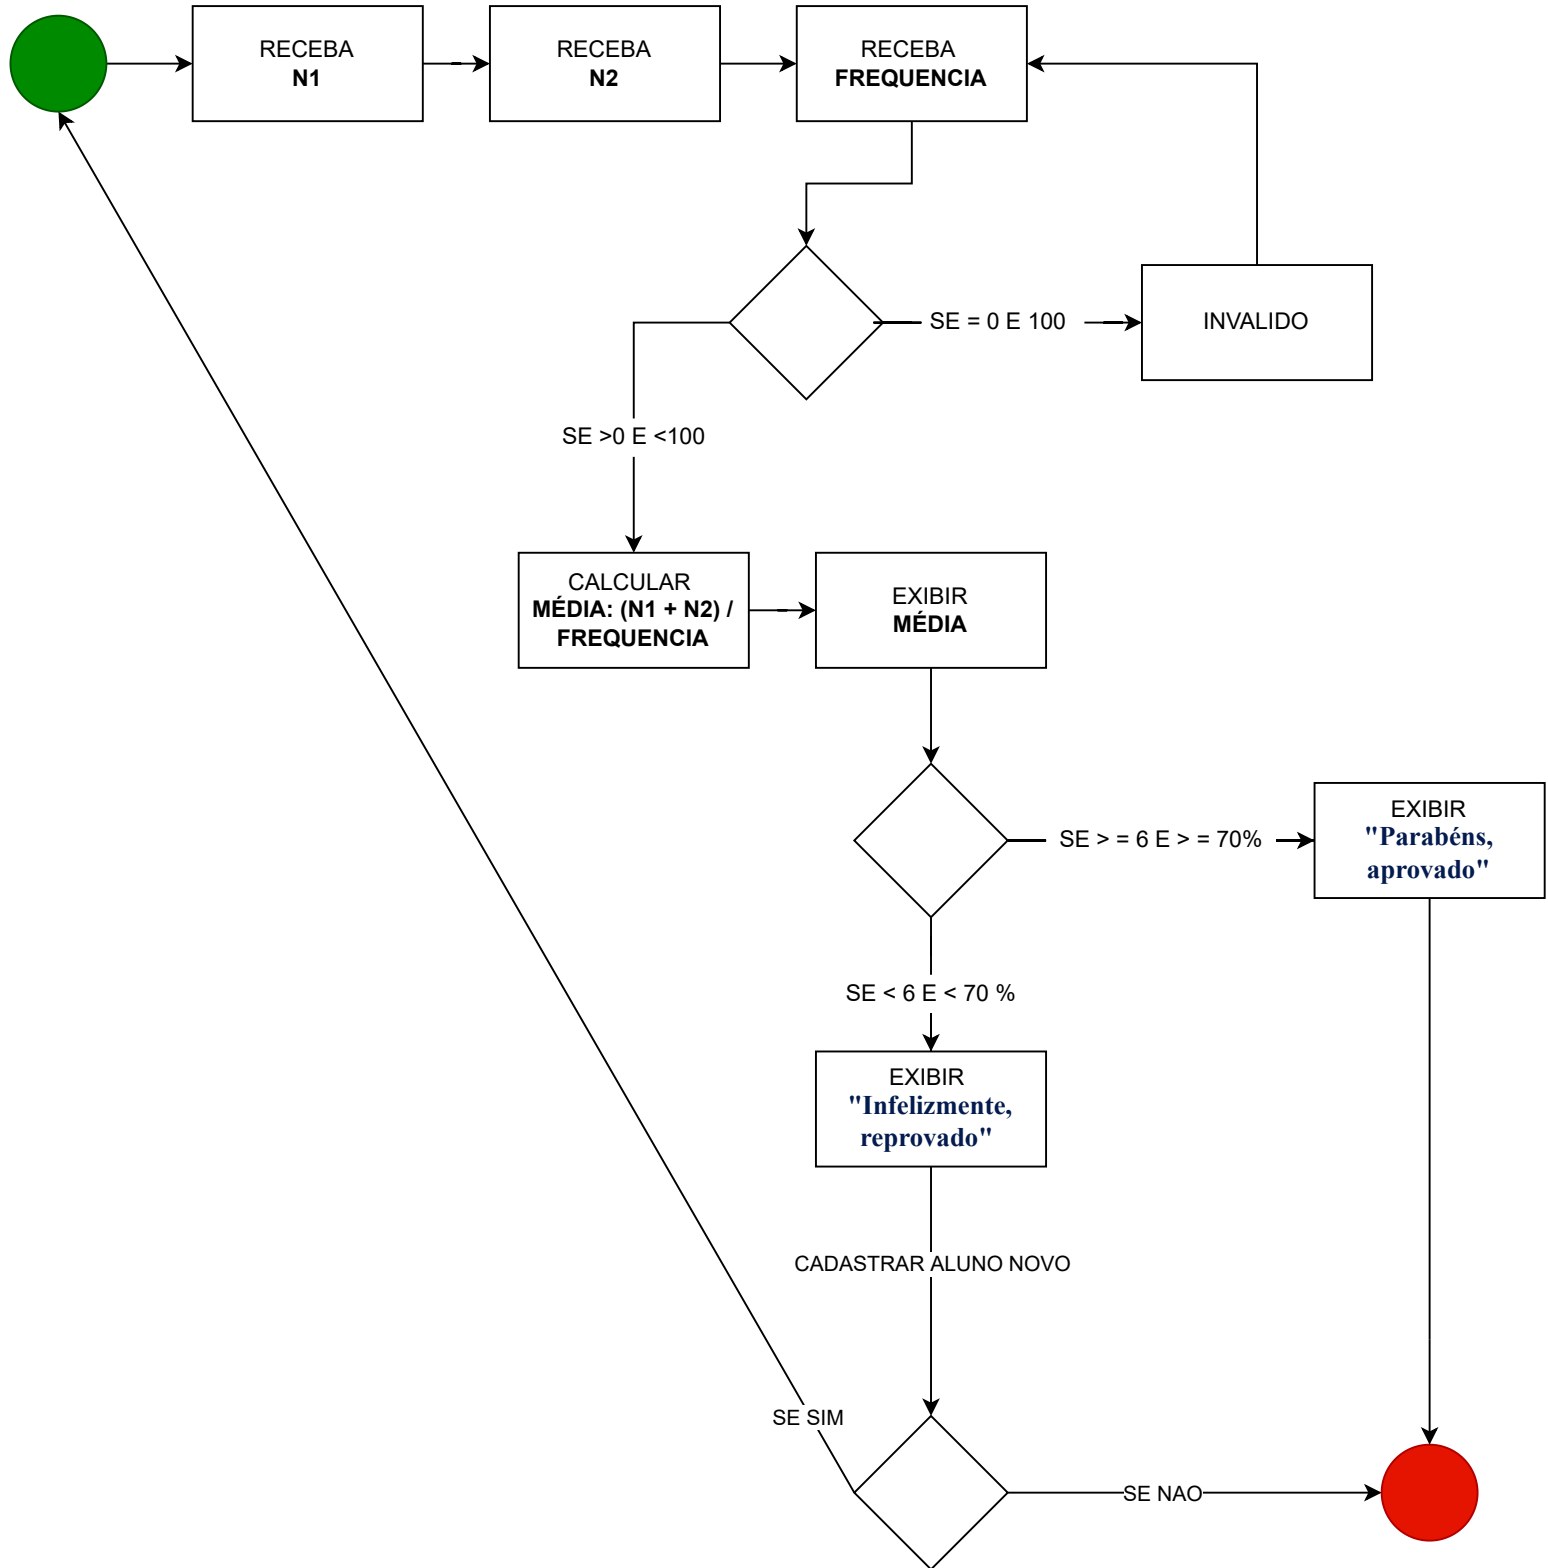 RECEBA
N1
RECEBA
N2
RECEBA
FREQUENCIA
SE = 0 E 100
INVALIDO
SE >0 E <100
CALCULAR
MÉDIA: (N1 + N2) /
FREQUENCIA
EXIBIR
MÉDIA
SE > = 6 E > = 70%
EXIBIR
"Parabéns,
aprovado"
SE < 6 E < 70 %
EXIBIR
"Infelizmente,
reprovado"
CADASTRAR ALUNO NOVO
SE SIM
SE NAO